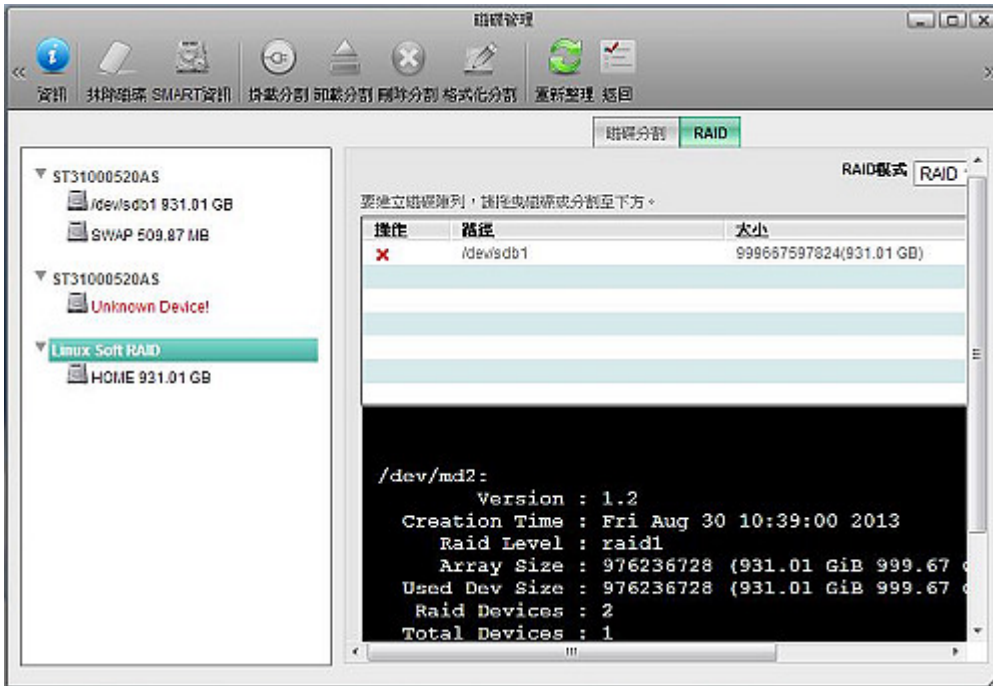 磁碟管理
資訊 抹除磁碟 SMART資訊 掛載分割 卸載分割 刪除分割 格式化分割 重新整理 返回
磁碟分割 RAID
ST31000520AS
/dev/sdb1 931.01 GB
SWAP 509.87 MB
ST31000520AS
Unknown Device!
Linux Soft RAID
HOME 931.01 GB
RAID模式 RAID
要建立磁碟陣列，請拖曳磁碟或分割至下方。
操作 路徑 大小
/dev/sdb1 999667597824(931.01 GB)
/dev/md2:
Version : 1.2
Creation Time : Fri Aug 30 10:39:00 2013
Raid Level : raid1
Array Size : 976236728 (931.01 GiB 999.67
Used Dev Size : 976236728 (931.01 GiB 999.67
Raid Devices : 2
Total Devices : 1